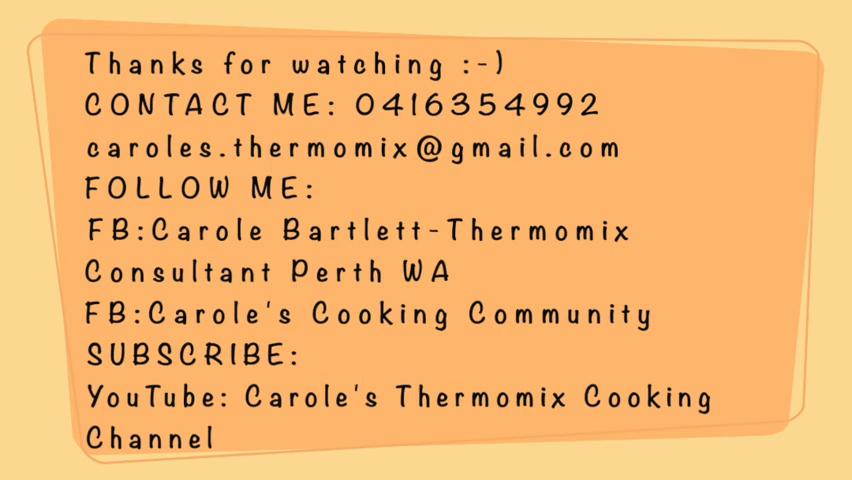 Thanks for watching :-)
CONTACT ME: 0416354992
caroles.thermomix@gmail.com
FOLLOW ME:
FB:Carole Bartlett-Thermomix
Consultant Perth WA
FB:Carole's Cooking Community
SUBSCRIBE:
YouTube: Carole's Thermomix Cooking
Channel